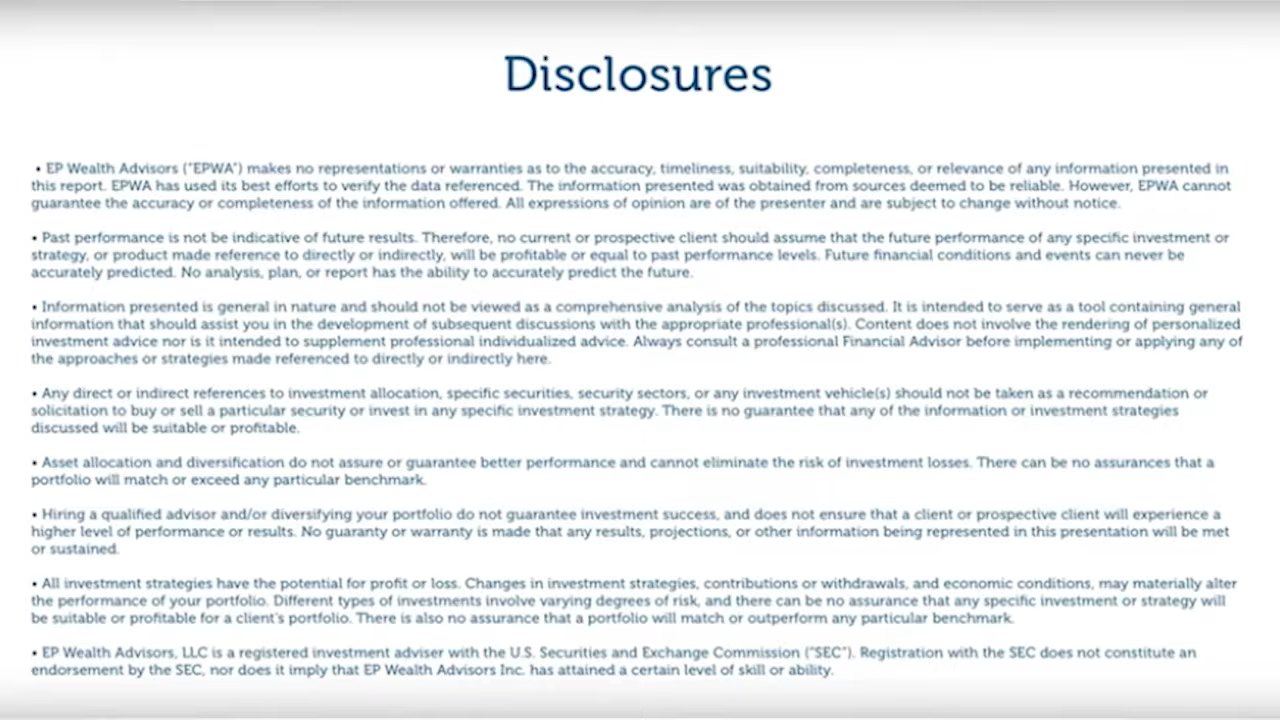 Disclosures
• EP Wealth Advisors ("EPWA") makes no representations or warranties as to the accuracy, timeliness, suitability, completeness, or relevance of any information presented in
this report. EPWA has used its best efforts to verify the data referenced. The information presented was obtained from sources deemed to be reliable. However, EPWA cannot
guarantee the accuracy or completeness of the information offered. All expressions of opinion are of the presenter and are subject to change without notice.
• Past performance is not be indicative of future results. Therefore, no current or prospective client should assume that the future performance of any specific investment or
strategy, or product made reference to directly or indirectly, will be profitable or equal to past performance levels. Future financial conditions and events can never be
accurately predicted. No analysis, plan, or report has the ability to accurately predict the future.
• Information presented is general in nature and should not be viewed as a comprehensive analysis of the topics discussed. It is intended to serve as a tool containing general
information that should assist you in the development of subsequent discussions with the appropriate professional(s). Content does not involve the rendering of personalized
investment advice nor is it intended to supplement professional individualized advice. Always consult a professional Financial Advisor before implementing or applying any of
the approaches or strategies made referenced to directly or indirectly here.
• Any direct or indirect references to investment allocation, specific securities, security sectors, or any investment vehicle(s) should not be taken as a recommendation or
solicitation to buy or sell a particular security or invest in any specific investment strategy. There is no guarantee that any of the information or investment strategies
discussed will be suitable or profitable.
• Asset allocation and diversification do not assure or guarantee better performance and cannot eliminate the risk of investment losses. There can be no assurances that a
portfolio will match or exceed any particular benchmark.
• Hiring a qualified advisor and/or diversifying your portfolio do not guarantee investment success, and does not ensure that a client or prospective client will experience a
higher level of performance or results. No guaranty or warranty is made that any results, projections, or other information being represented in this presentation will be met
or sustained.
• All investment strategies have the potential for profit or loss. Changes in investment strategies, contributions or withdrawals, and economic conditions, may materially alter
the performance of your portfolio. Different types of investments involve varying degrees of risk, and there can be no assurance that any specific investment or strategy will
be suitable or profitable for a client's portfolio. There is also no assurance that a portfolio will match or outperform any particular benchmark.
• EP Wealth Advisors, LLC is a registered investment adviser with the U.S. Securities and Exchange Commission ("SEC"). Registration with the SEC does not constitute an
endorsement by the SEC, nor does it imply that EP Wealth Advisors Inc. has attained a certain level of skill or ability.